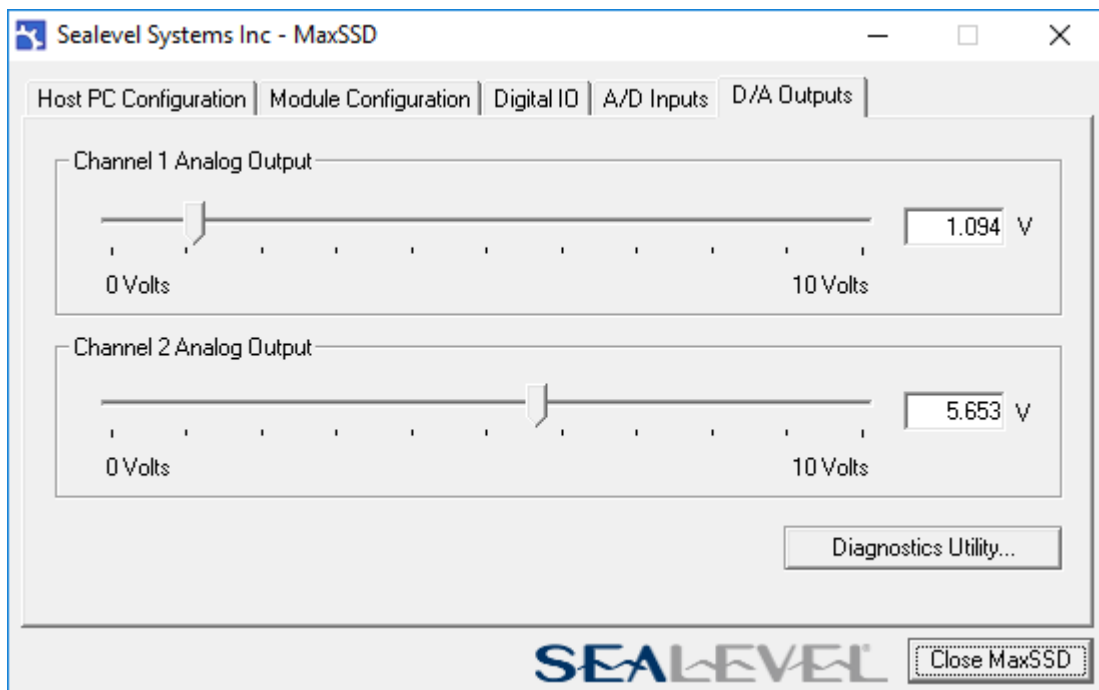 Sealevel Systems Inc - MaxSSD
Host PC Configuration
Module Configuration
Digital IO
A/D Inputs
D/A Outputs
Channel 1 Analog Output
1.094 V
0 Volts
10 Volts
Channel 2 Analog Output
5.653 V
0 Volts
10 Volts
Diagnostics Utility...
SEALEVEL
Close MaxSSD